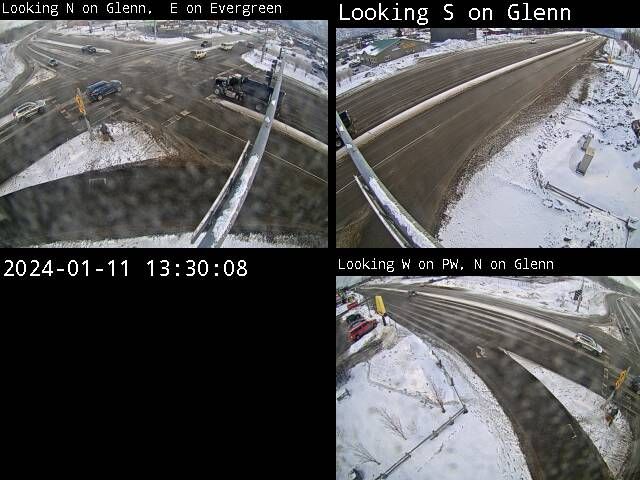 Looking N on Glenn,  E on Evergreen
Looking S on Glenn
2024-01-11 13:30:08
Looking W on PW, N on Glenn